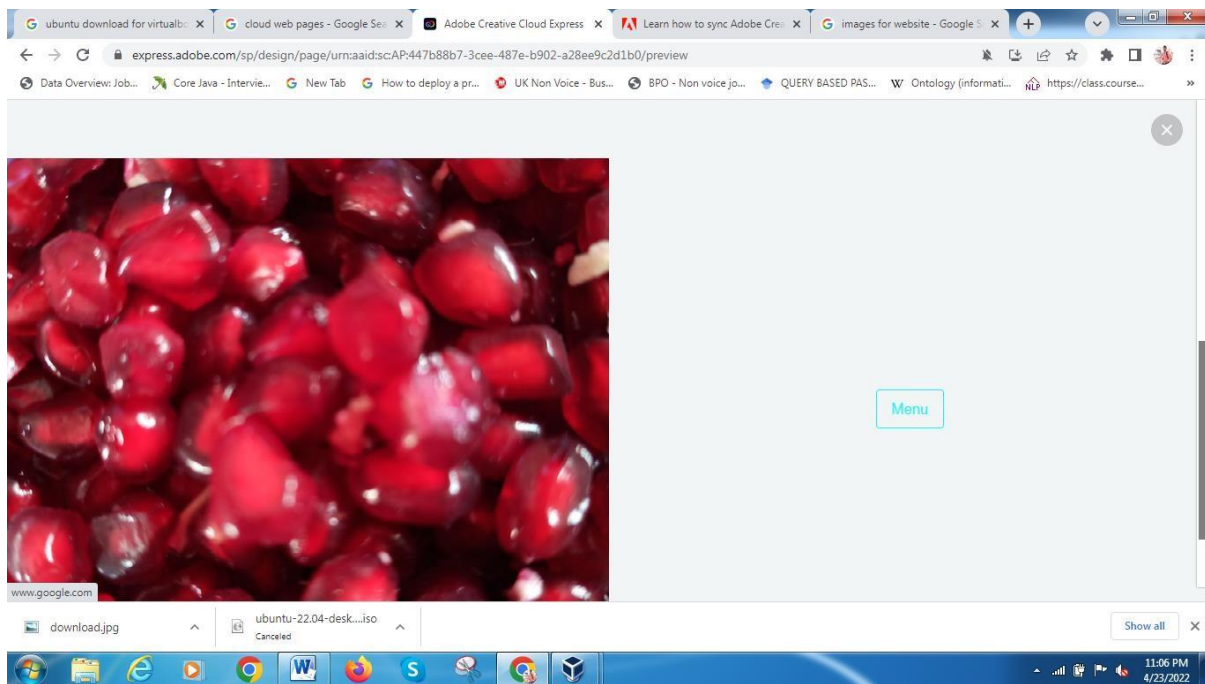 ubuntu download for virtualbo
cloud web pages - Google Sea
Adobe Creative Cloud Express
Learn how to sync Adobe Crea
images for website - Google S
express.adobe.com/sp/design/page/urn:aaid:sc:AP:447b88b7-3cee-487e-b902-a28ee9c2d1b0/preview
Data Overview: Job... Core Java - Intervie... New Tab How to deploy a pr... UK Non Voice - Bus... BPO - Non voice jo... QUERY BASED PAS... Ontology (informati... NLP https://class.course... »
Menu
www.google.com
download.jpg
ubuntu-22.04-desk....iso
Canceled
Show all
11:06 PM
4/23/2022